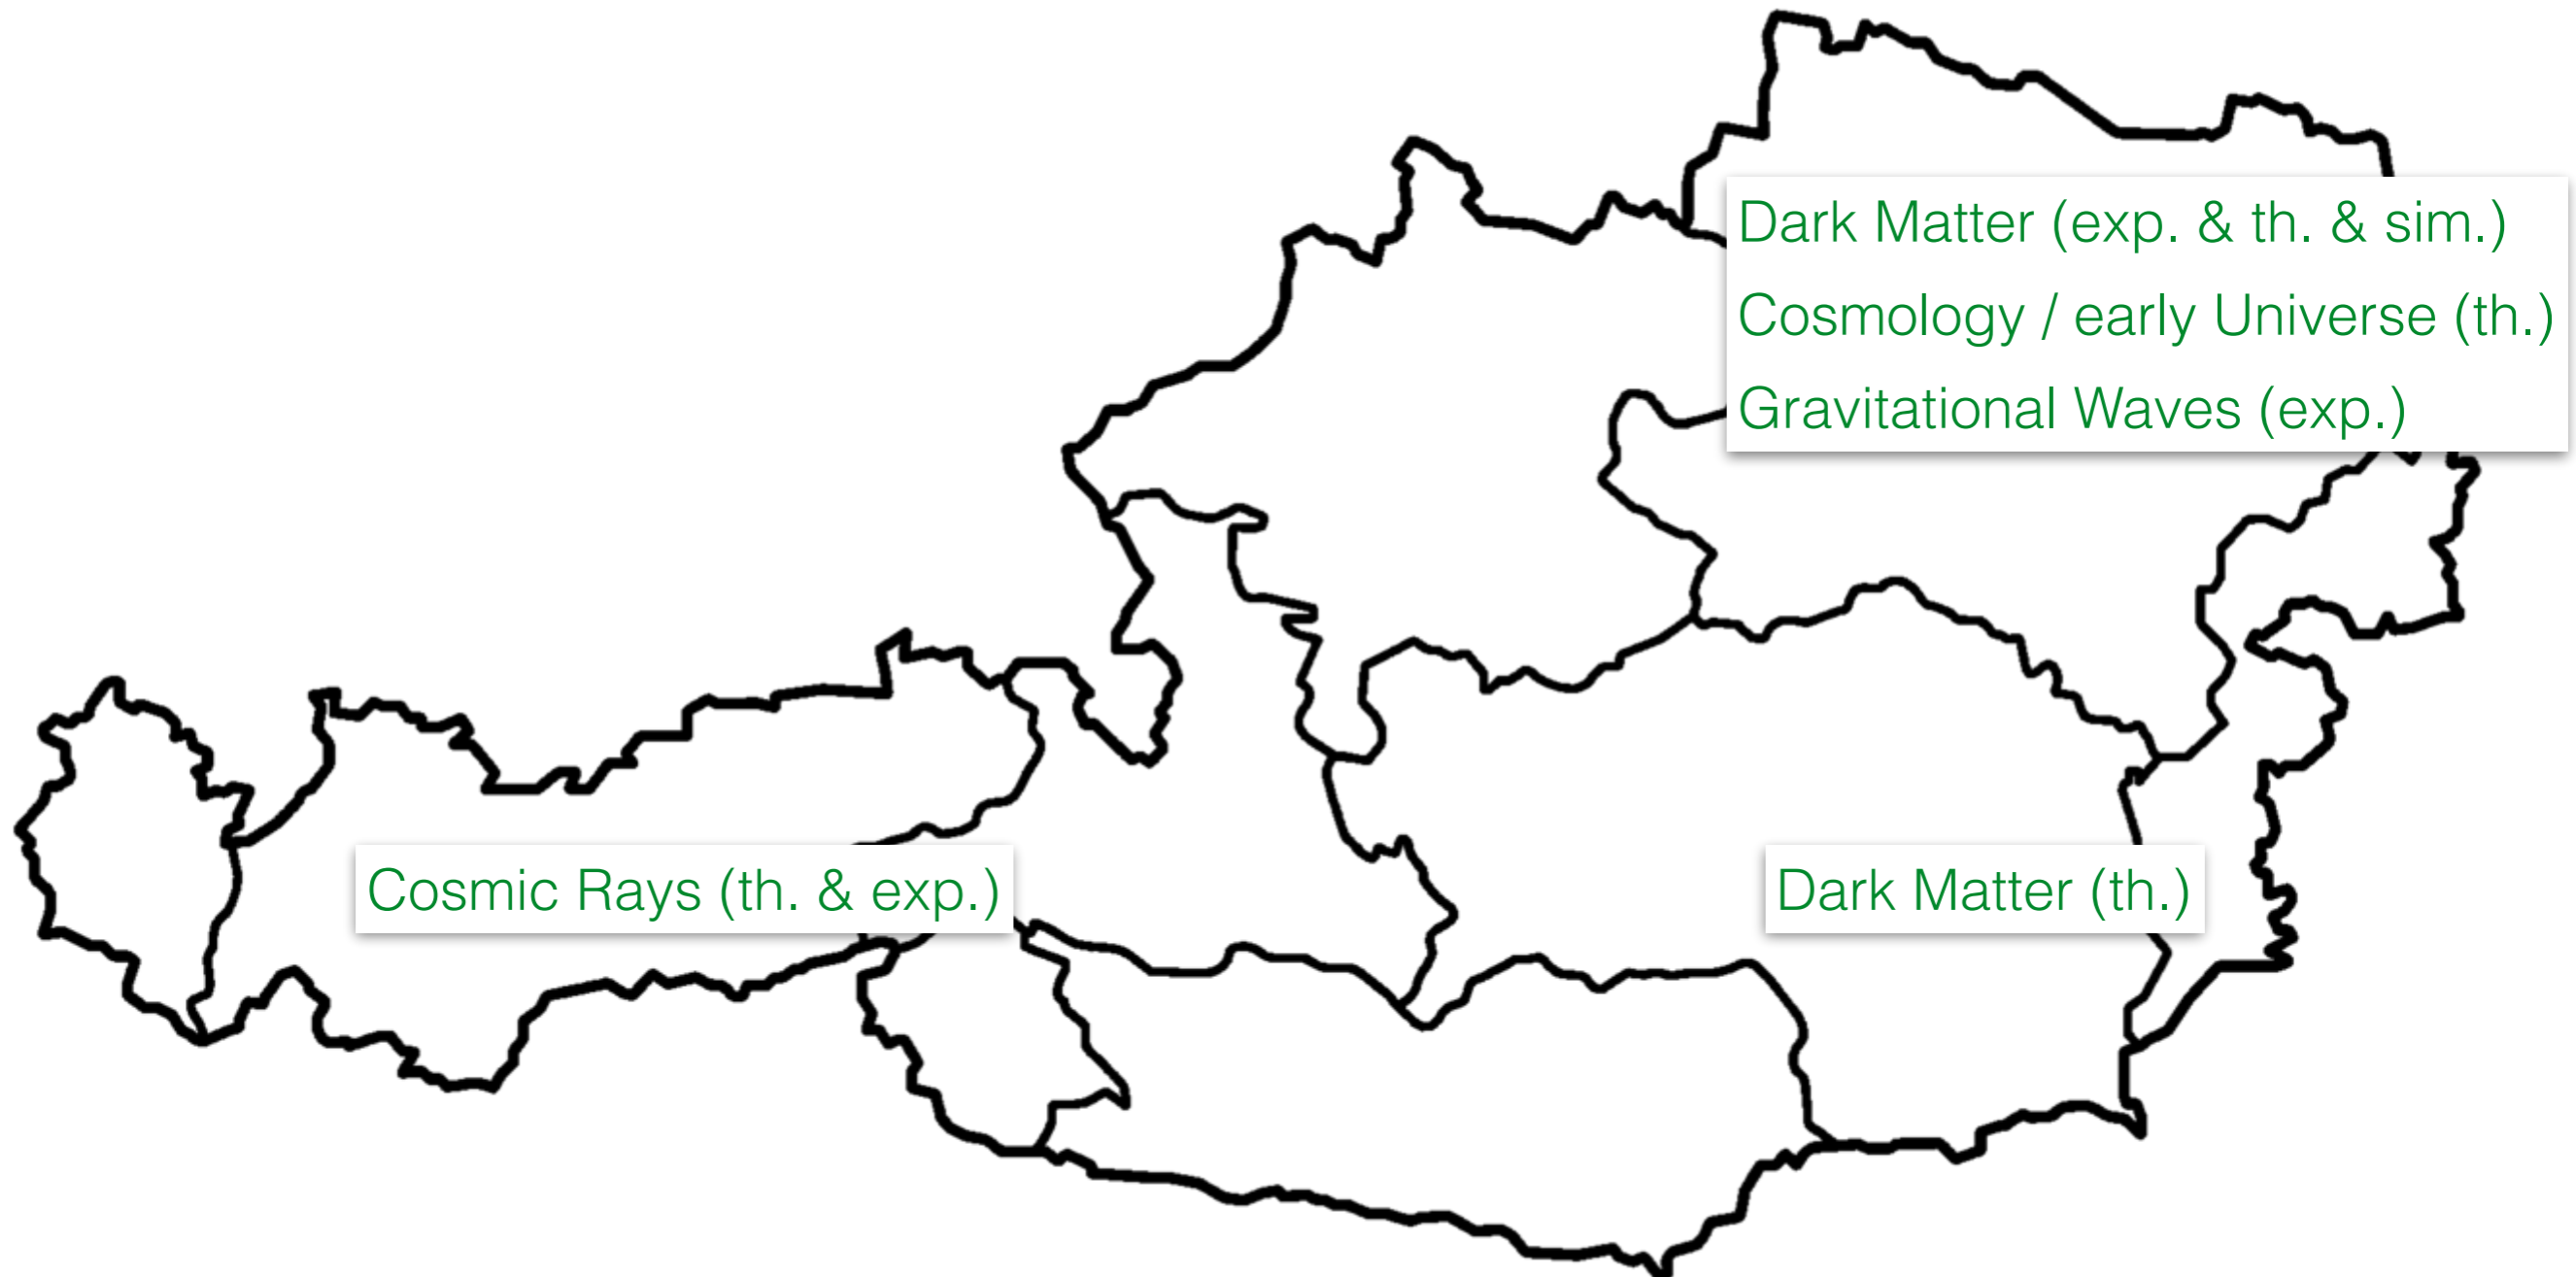 Dark Matter (exp. & th. & sim.)
Cosmology / early Universe (th.)
Gravitational Waves (exp.)
Cosmic Rays (th. & exp.)
Dark Matter (th.)